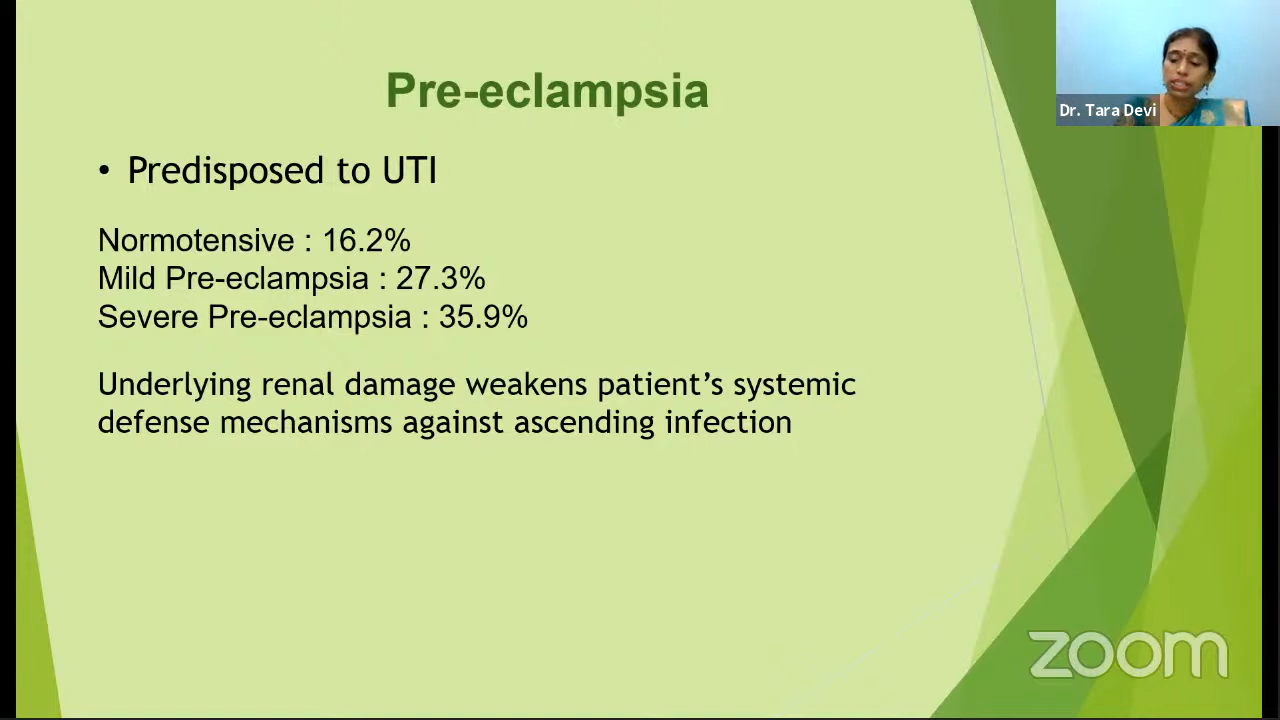 Pre-eclampsia
Dr. Tara Devi
• Predisposed to UTI
Normotensive : 16.2%
Mild Pre-eclampsia : 27.3%
Severe Pre-eclampsia : 35.9%
Underlying renal damage weakens patient’s systemic
defense mechanisms against ascending infection
zoom